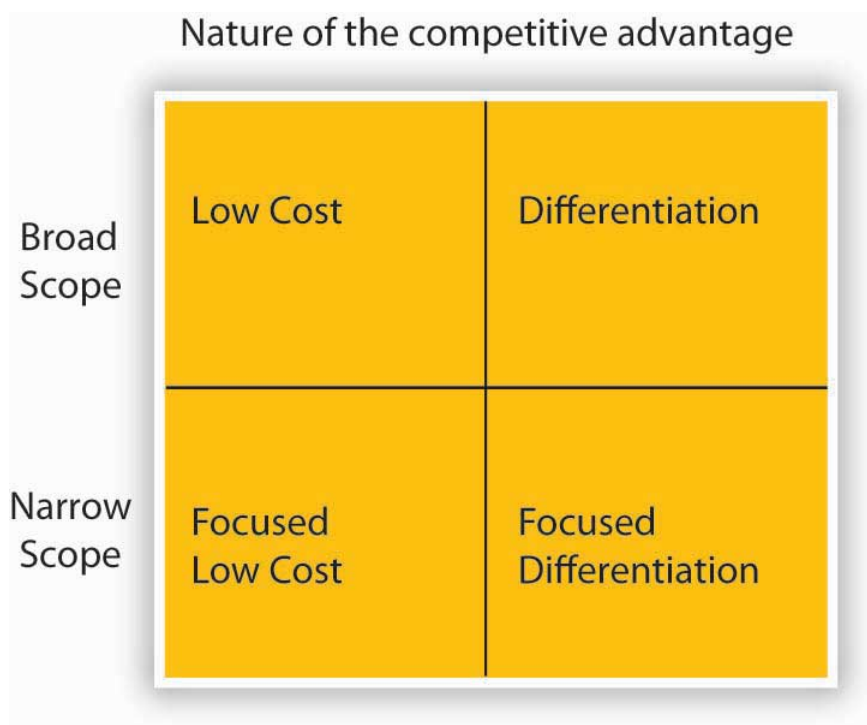 Nature of the competitive advantage
Low Cost
Differentiation
Broad
Scope
Narrow
Scope
Focused
Low Cost
Focused
Differentiation